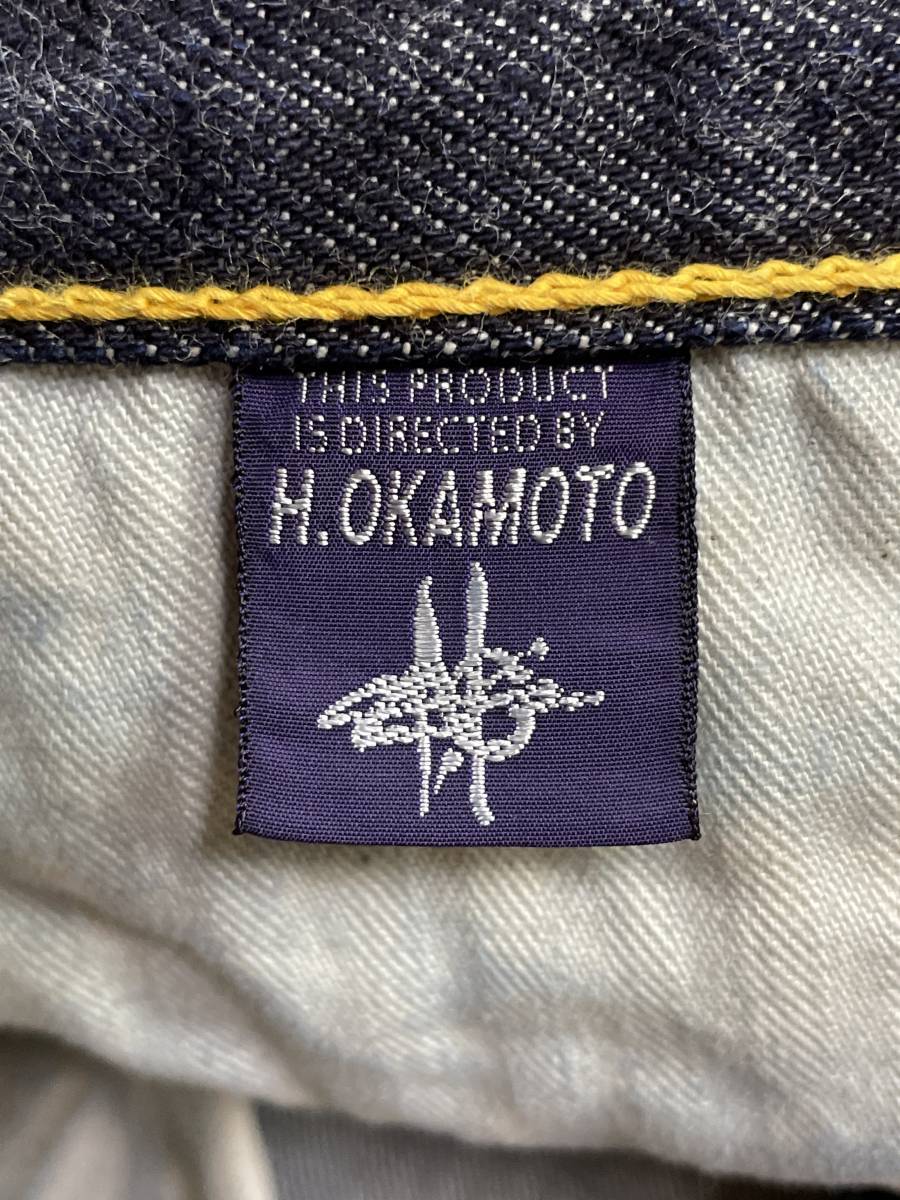 THIS PRODUCT
IS DIRECTED BY
H.OKAMOTO